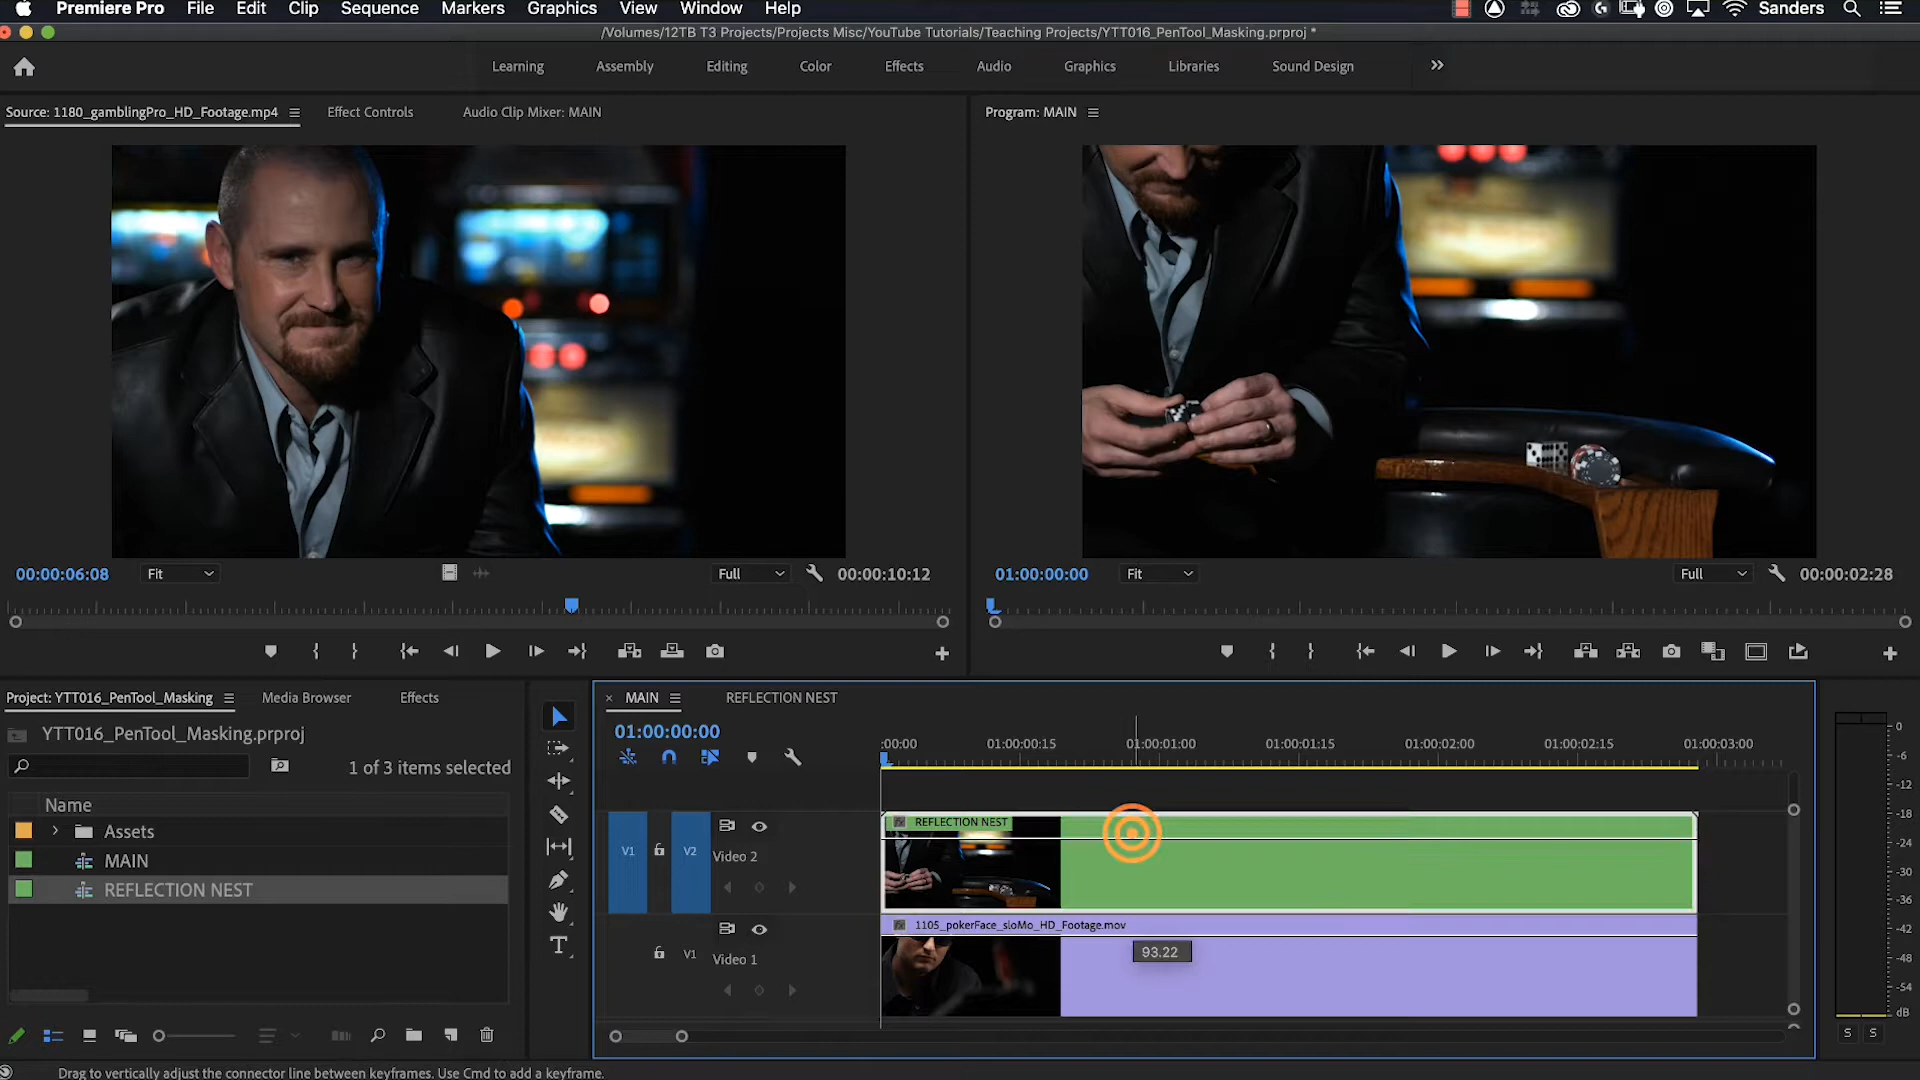 Premiere Pro File Edit Clip Sequence Markers Graphics View Window Help Sanders
/Volumes/12TB T3 Projects/Projects Misc/YouTube Tutorials/Teaching Projects/YTT016_PenTool_Masking.prproj *
Learning Assembly Editing Color Effects Audio Graphics Libraries Sound Design
Source: 1180_gamblingPro_HD_Footage.mp4 Effect Controls Audio Clip Mixer: MAIN Program: MAIN
00:00:06:08 Fit Full 00:00:10:12 01:00:00:00 Fit Full 00:00:02:28
Project: YTT016_PenTool_Masking Media Browser Effects
YTT016_PenTool_Masking.prproj
1 of 3 items selected
Name
Assets
MAIN
REFLECTION NEST
× MAIN REFLECTION NEST
01:00:00:00
:00:00 01:00:00:15 01:00:01:00 01:00:01:15 01:00:02:00 01:00:02:15 01:00:03:00
REFLECTION NEST
V1 V2 Video 2
1105_pokerFace_sloMo_HD_Footage.mov
93.22
V1 Video 1
0
-6
-12
-18
-24
-30
-36
-42
-48
-54
dB
S S
Drag to vertically adjust the connector line between keyframes. Use Cmd to add a keyframe.